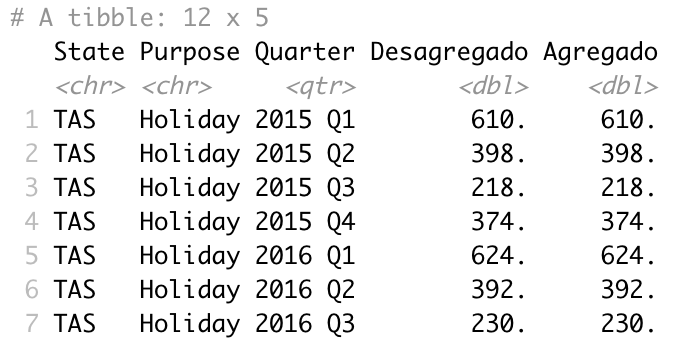 # A tibble: 12 x 5
State Purpose Quarter Desagregado Agregado
<chr> <chr> <qtr> <dbl> <dbl>
1 TAS Holiday 2015 Q1 610. 610.
2 TAS Holiday 2015 Q2 398. 398.
3 TAS Holiday 2015 Q3 218. 218.
4 TAS Holiday 2015 Q4 374. 374.
5 TAS Holiday 2016 Q1 624. 624.
6 TAS Holiday 2016 Q2 392. 392.
7 TAS Holiday 2016 Q3 230. 230.